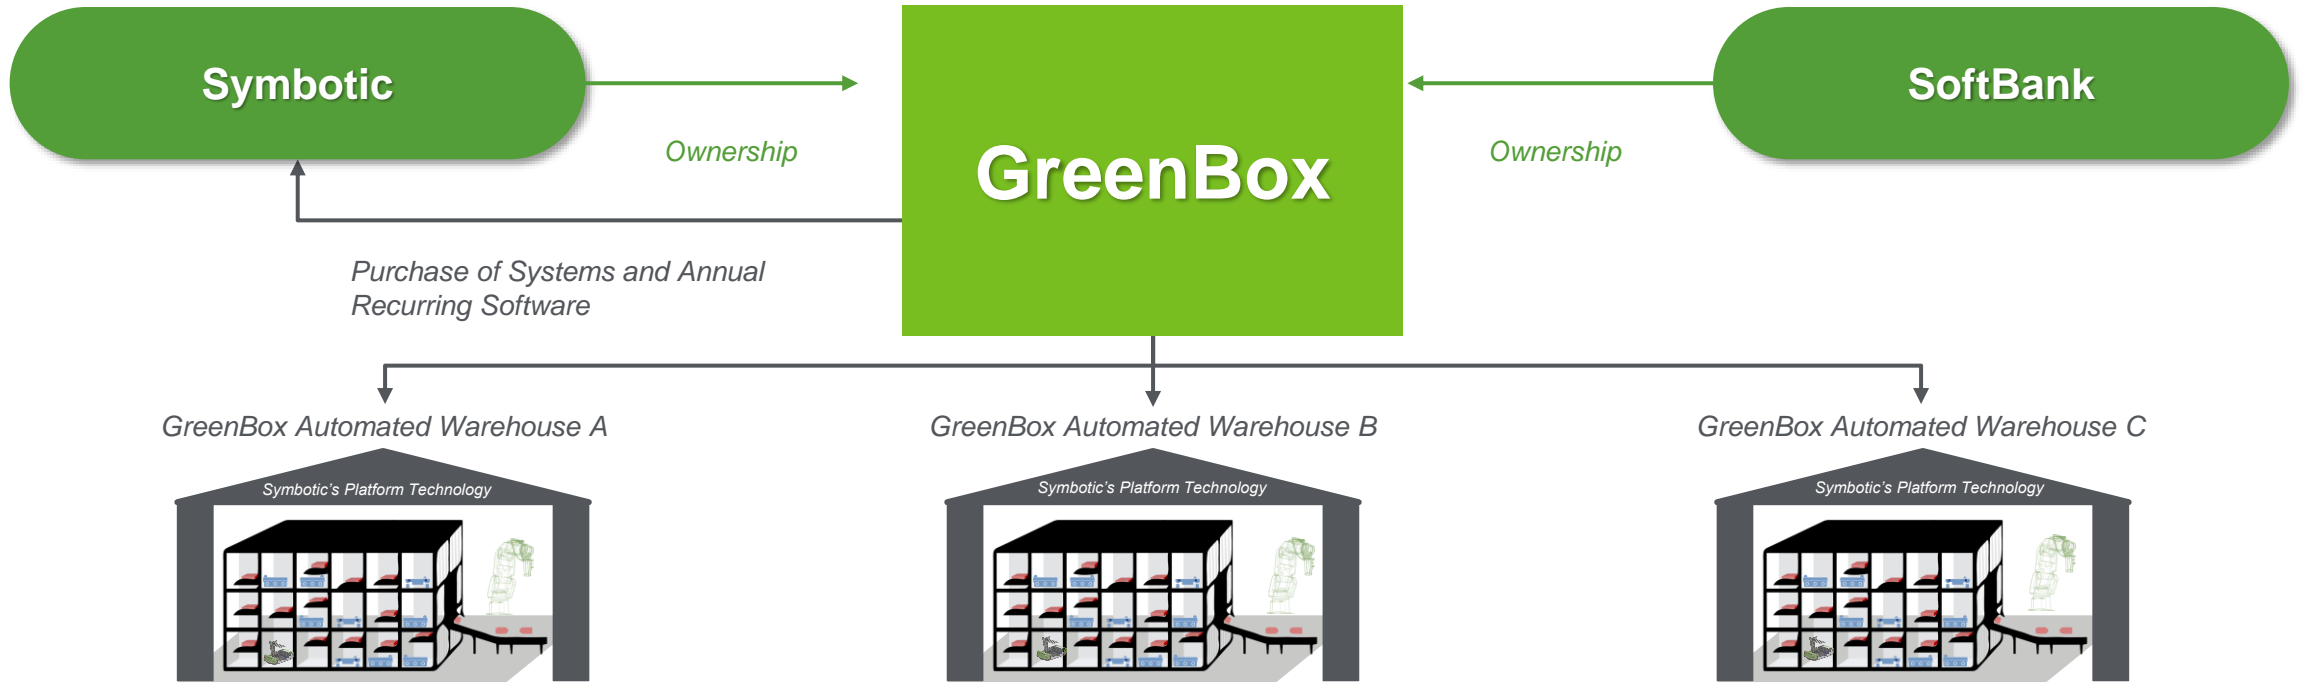 Symbotic
GreenBox
SoftBank
Ownership
Ownership
Purchase of Systems and Annual
Recurring Software
GreenBox Automated Warehouse A
GreenBox Automated Warehouse B
GreenBox Automated Warehouse C
Symbotic’s Platform Technology
Symbotic’s Platform Technology
Symbotic’s Platform Technology